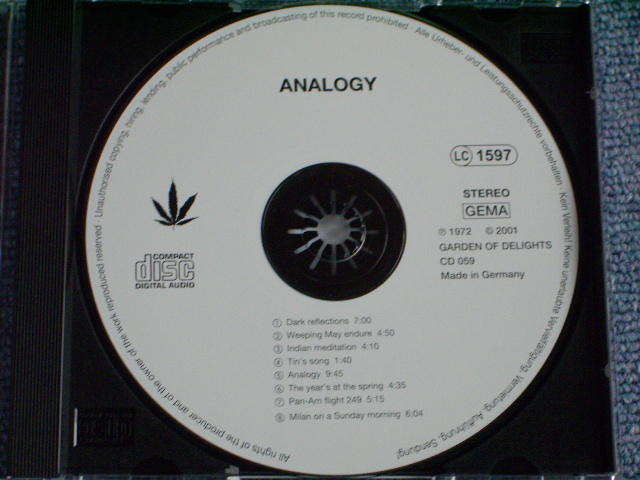 Unauthorised copying, hiring, lending, public performance and broadcasting of this record prohibited · Alle Urheber- und Leistungsschutzrechte vorbehalten · Kein Verleih! Keine unerlaubte Vervielfältigung, Vermietung, Aufführung, Sendung!
All rights of the producer and of the owner of the work reproduced reserved ·
ANALOGY
LC 1597
STEREO
GEMA
℗ 1972 © 2001
GARDEN OF DELIGHTS
CD 059
Made in Germany
COMPACT
disc
DIGITAL AUDIO
① Dark reflections 7:00
② Weeping May endure 4:50
③ Indian meditation 4:10
④ Tin's song 1:40
⑤ Analogy 9:45
⑥ The year's at the spring 4:35
⑦ Pan-Am flight 249 5:15
⑧ Milan on a Sunday morning 6:04